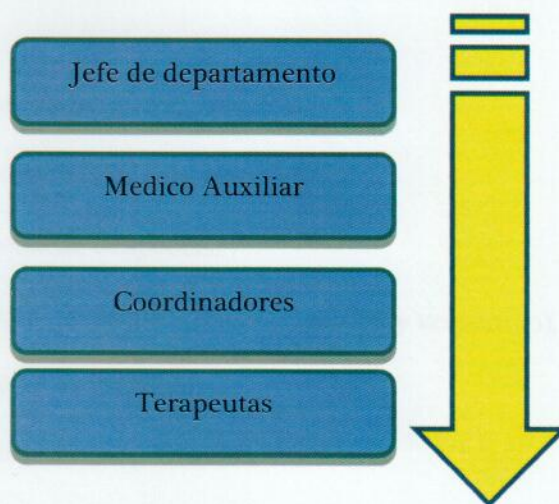 Jefe de departamento
Medico Auxiliar
Coordinadores
Terapeutas